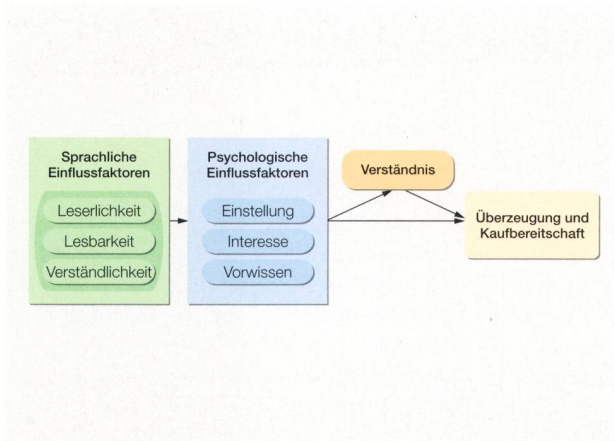 Sprachliche
Einflussfaktoren
Leserlichkeit
Lesbarkeit
Verständlichkeit
Psychologische
Einflussfaktoren
Einstellung
Interesse
Vorwissen
Verständnis
Überzeugung und
Kaufbereitschaft